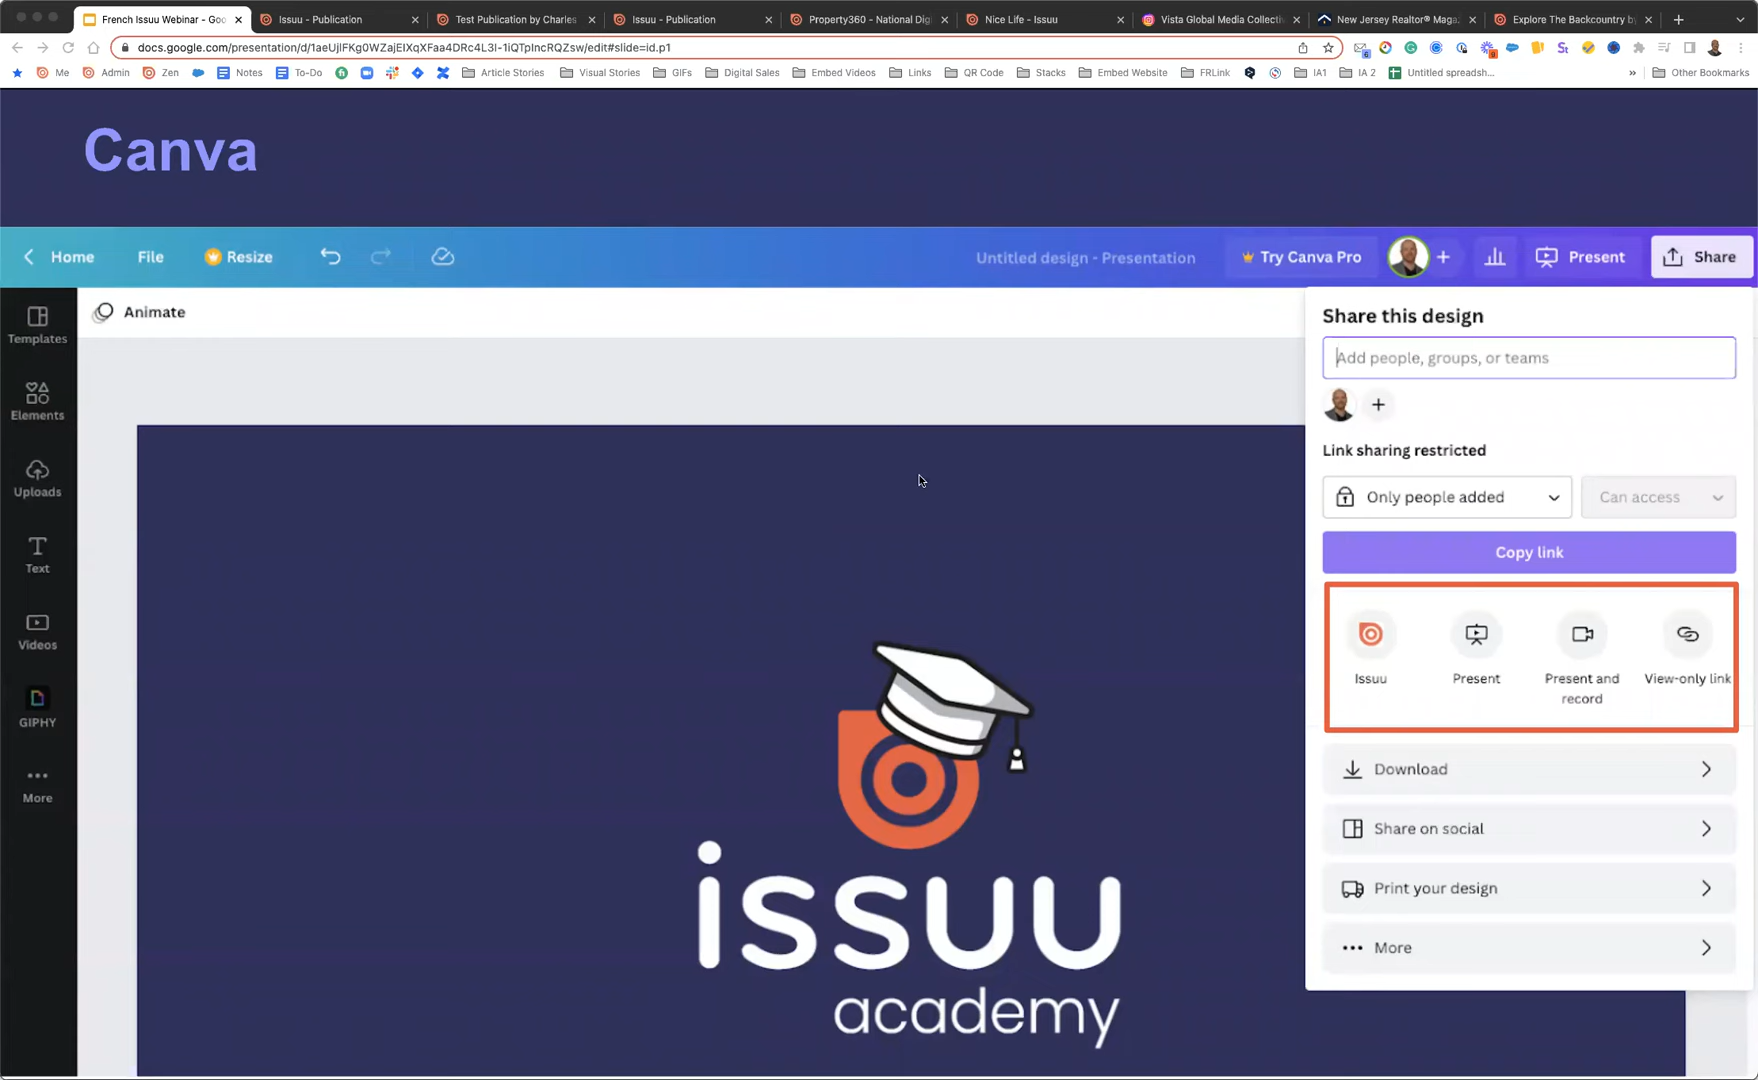 French Issuu Webinar - Goo
Issuu - Publication
Test Publication by Charles
Issuu - Publication
Property360 - National Digi
Nice Life - Issuu
Vista Global Media Collectiv
New Jersey Realtor® Maga
Explore The Backcountry by
docs.google.com/presentation/d/1aeUjlFKg0WZajEIXqXFaa4DRc4L3l-1iQTpIncRQZsw/edit#slide=id.p1
Me
Admin
Zen
Notes
To-Do
Article Stories
Visual Stories
GIFs
Digital Sales
Embed Videos
Links
QR Code
Stacks
Embed Website
FRLink
IA1
IA 2
Untitled spreadsh...
Other Bookmarks
Canva
Home
File
Resize
Untitled design - Presentation
Try Canva Pro
Present
Share
Templates
Elements
Uploads
Text
Videos
GIPHY
More
Animate
issuu
academy
Share this design
Add people, groups, or teams
Link sharing restricted
Only people added
Can access
Copy link
Issuu
Present
Present and
record
View-only link
Download
Share on social
Print your design
More